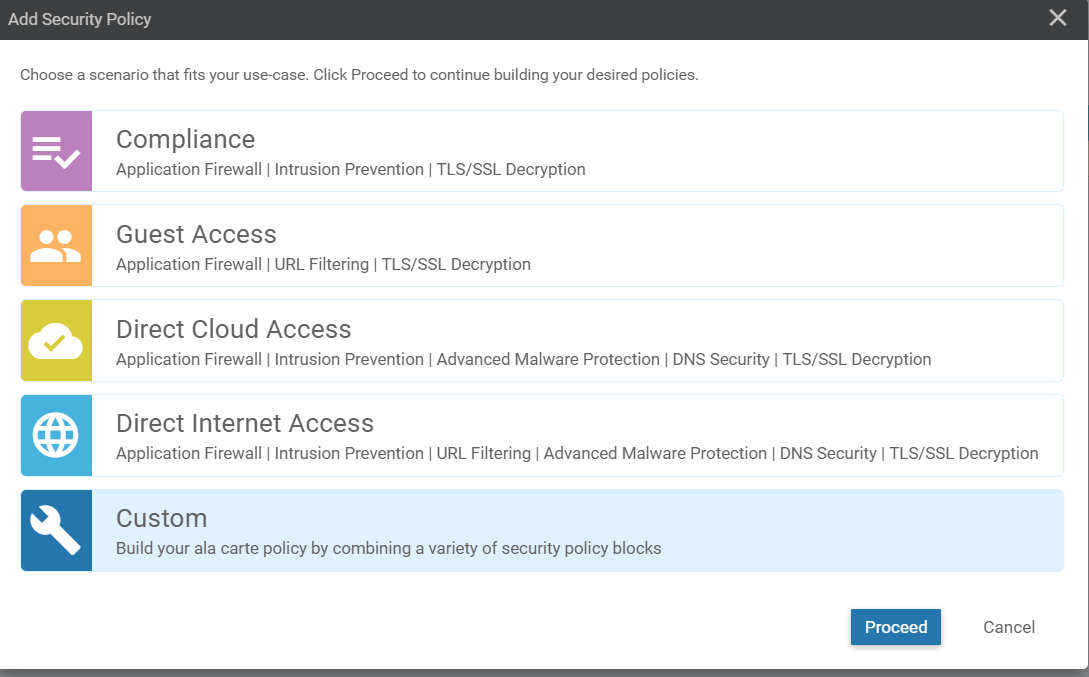 Add Security Policy
Choose a scenario that fits your use-case. Click Proceed to continue building your desired policies.
Compliance
Application Firewall | Intrusion Prevention | TLS/SSL Decryption
Guest Access
Application Firewall | URL Filtering | TLS/SSL Decryption
Direct Cloud Access
Application Firewall | Intrusion Prevention | Advanced Malware Protection | DNS Security | TLS/SSL Decryption
Direct Internet Access
Application Firewall | Intrusion Prevention | URL Filtering | Advanced Malware Protection | DNS Security | TLS/SSL Decryption
Custom
Build your ala carte policy by combining a variety of security policy blocks
Proceed Cancel